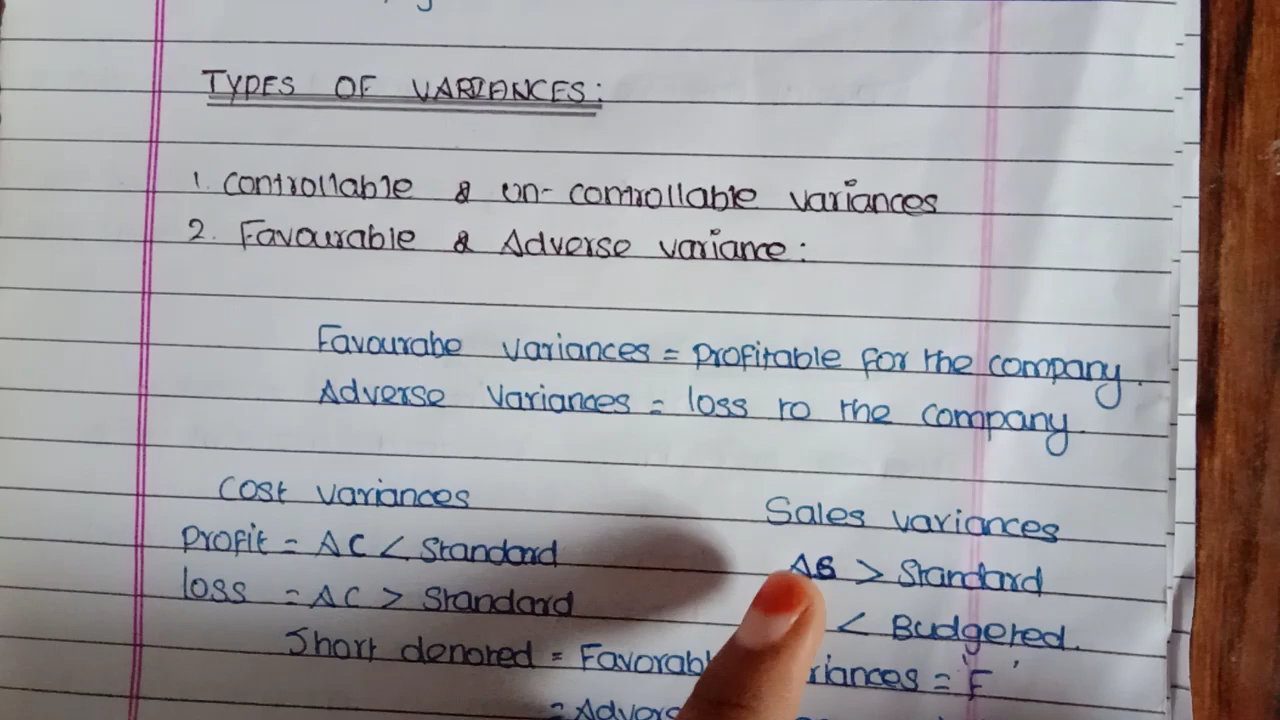 TYPES OF VARIANCES:
1. Controllable & un-controllable variances
2. Favourable & Adverse variance:
Favourabe variances = Profitable for the company.
Adverse Variances = loss to the company.
Cost variances
Sales variances
Profit = AC < Standard
AS > Standard
loss = AC > Standard
< Budgeted.
Short denoted = Favorabl riances = 'F'
= Advers